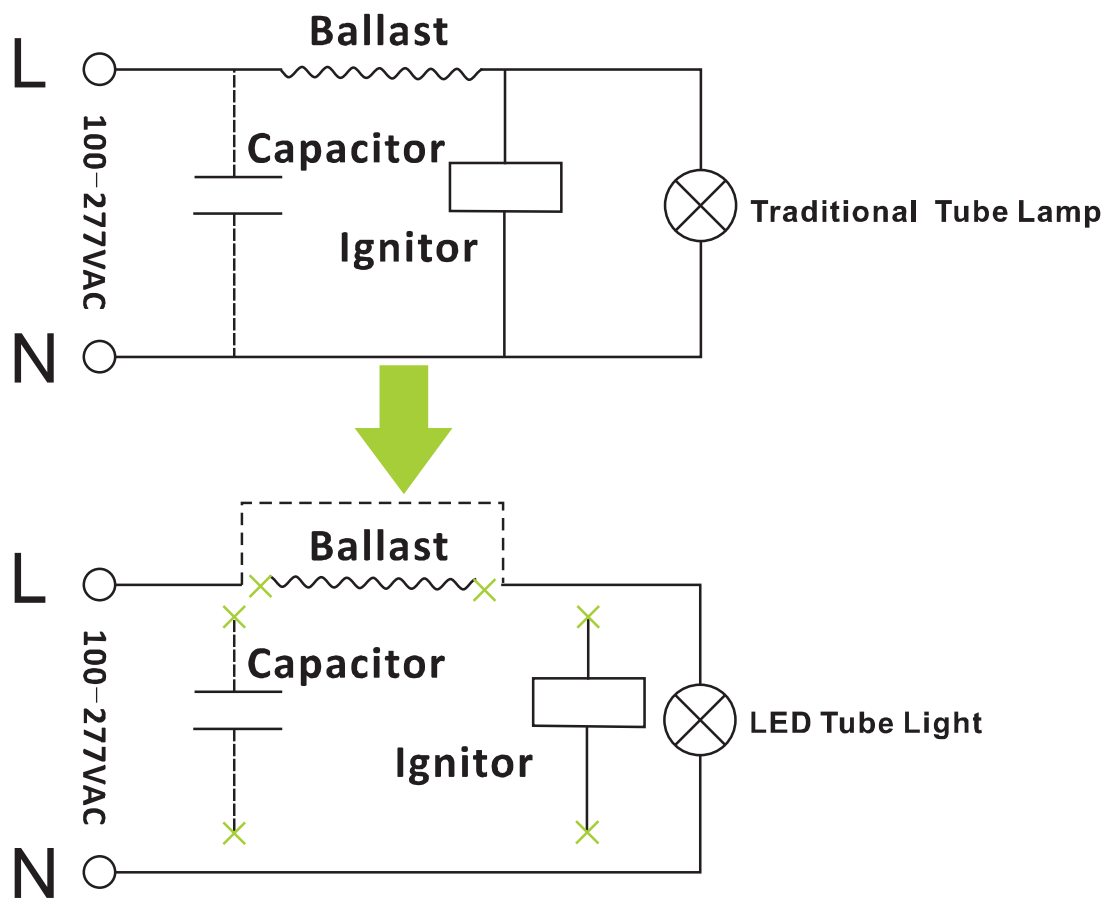 Ballast
L
100-277VAC
Capacitor
Ignitor
Traditional Tube Lamp
N
Ballast
L
100-277VAC
Capacitor
Ignitor
LED Tube Light
N